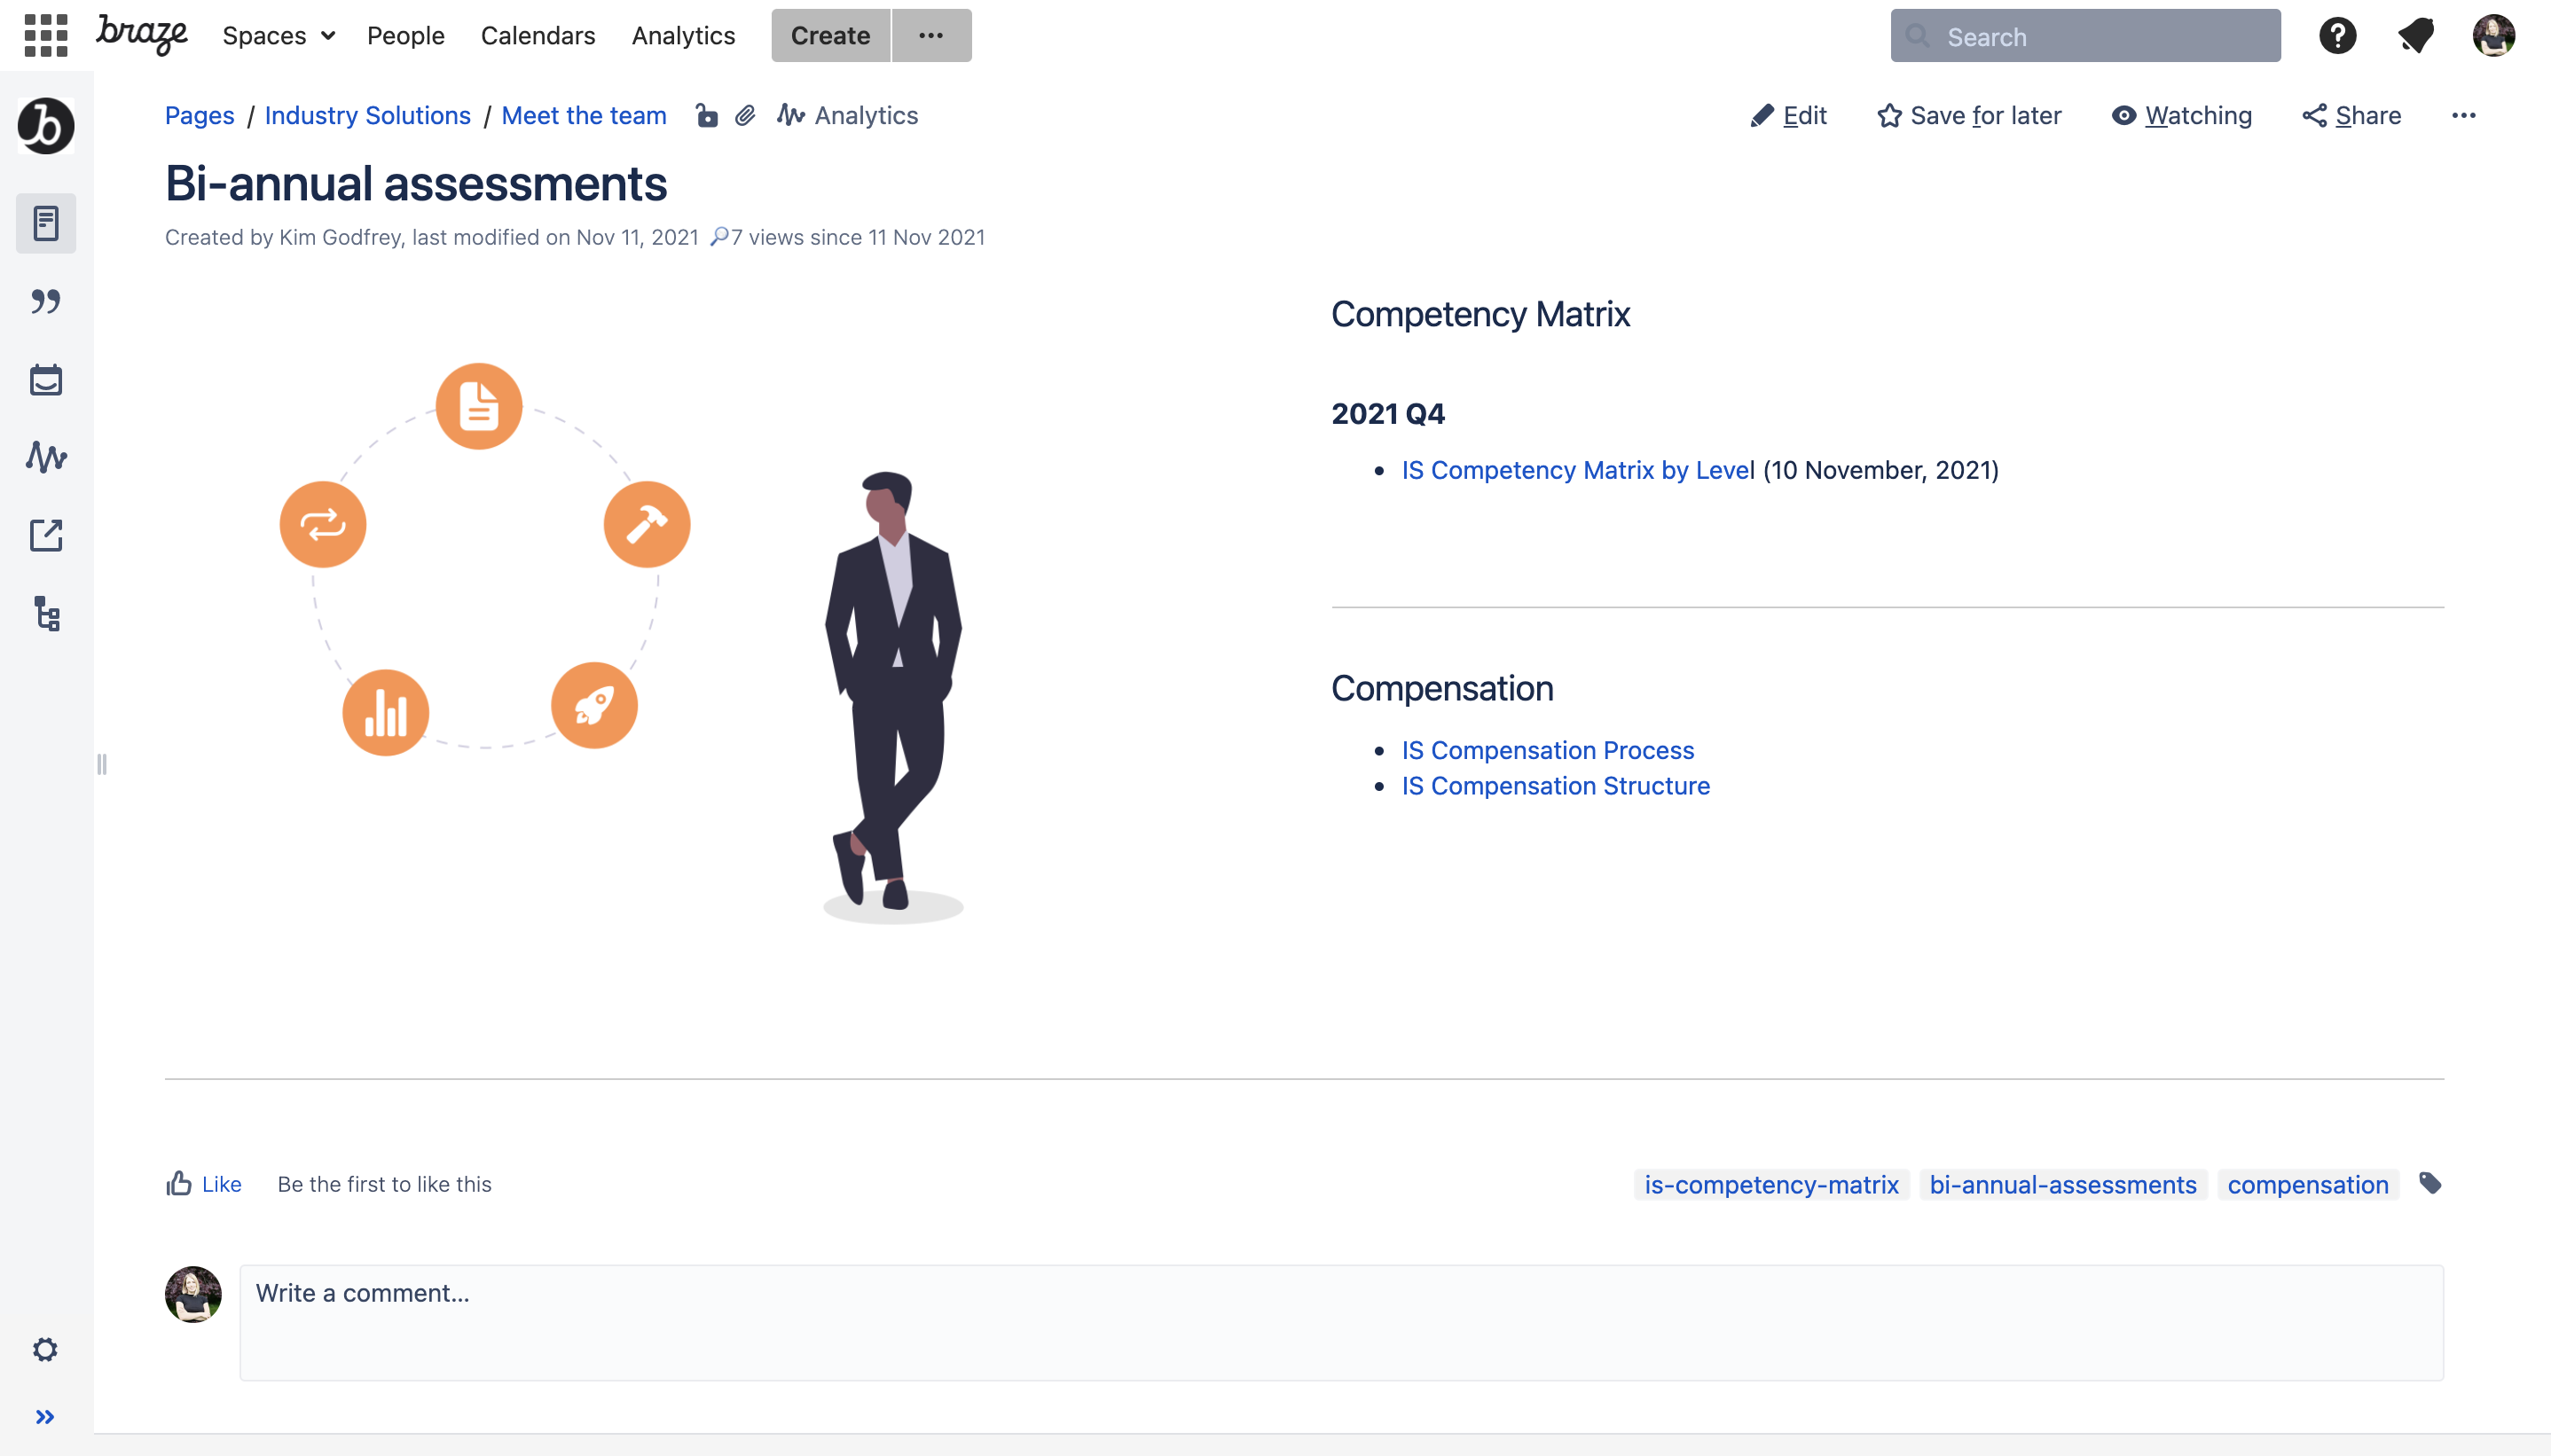 braze Spaces People Calendars Analytics Create ••• Search
Pages / Industry Solutions / Meet the team Analytics Edit Save for later Watching Share •••
Bi-annual assessments
Created by Kim Godfrey, last modified on Nov 11, 2021 7 views since 11 Nov 2021
Competency Matrix
2021 Q4
• IS Competency Matrix by Level (10 November, 2021)
Compensation
• IS Compensation Process
• IS Compensation Structure
Like Be the first to like this is-competency-matrix bi-annual-assessments compensation
Write a comment...